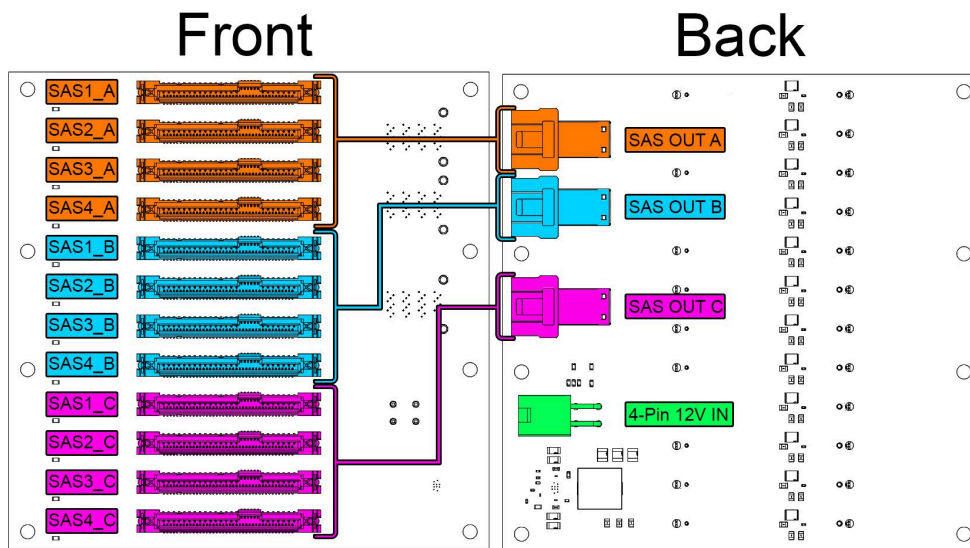 Front
Back
SAS1_A
SAS2_A
SAS3_A
SAS4_A
SAS1_B
SAS2_B
SAS3_B
SAS4_B
SAS1_C
SAS2_C
SAS3_C
SAS4_C
SAS OUT A
SAS OUT B
SAS OUT C
4-Pin 12V IN